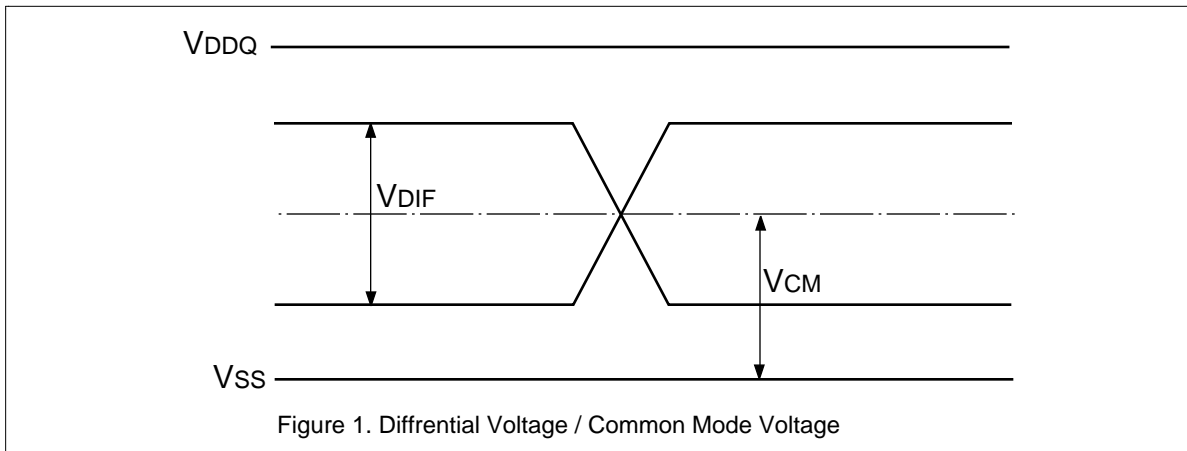 VDDQ
VDIF
VCM
VSS
Figure 1. Diffrential Voltage / Common Mode Voltage